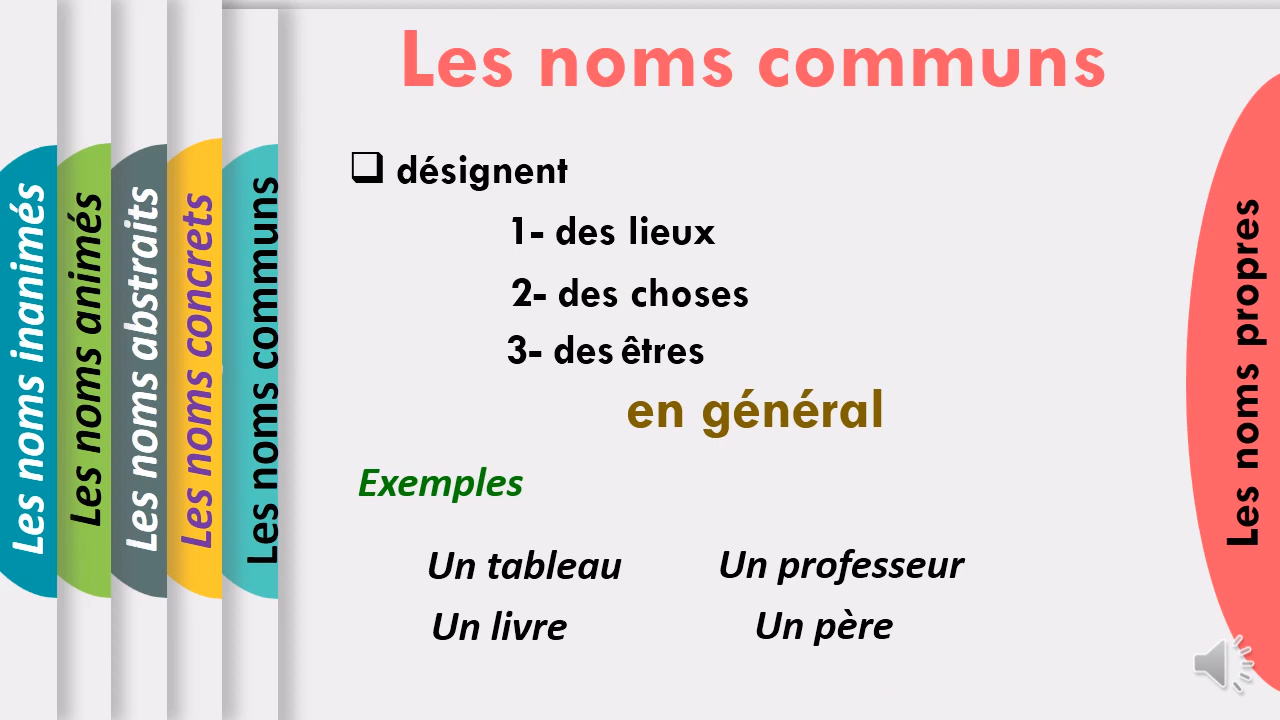 Les noms inanimés
Les noms animés
Les noms abstraits
Les noms concrets
Les noms communs
Les noms communs
❑ désignent
1- des lieux
2- des choses
3- des êtres
en général
Exemples
Un tableau Un professeur
Un livre Un père
Les noms propres